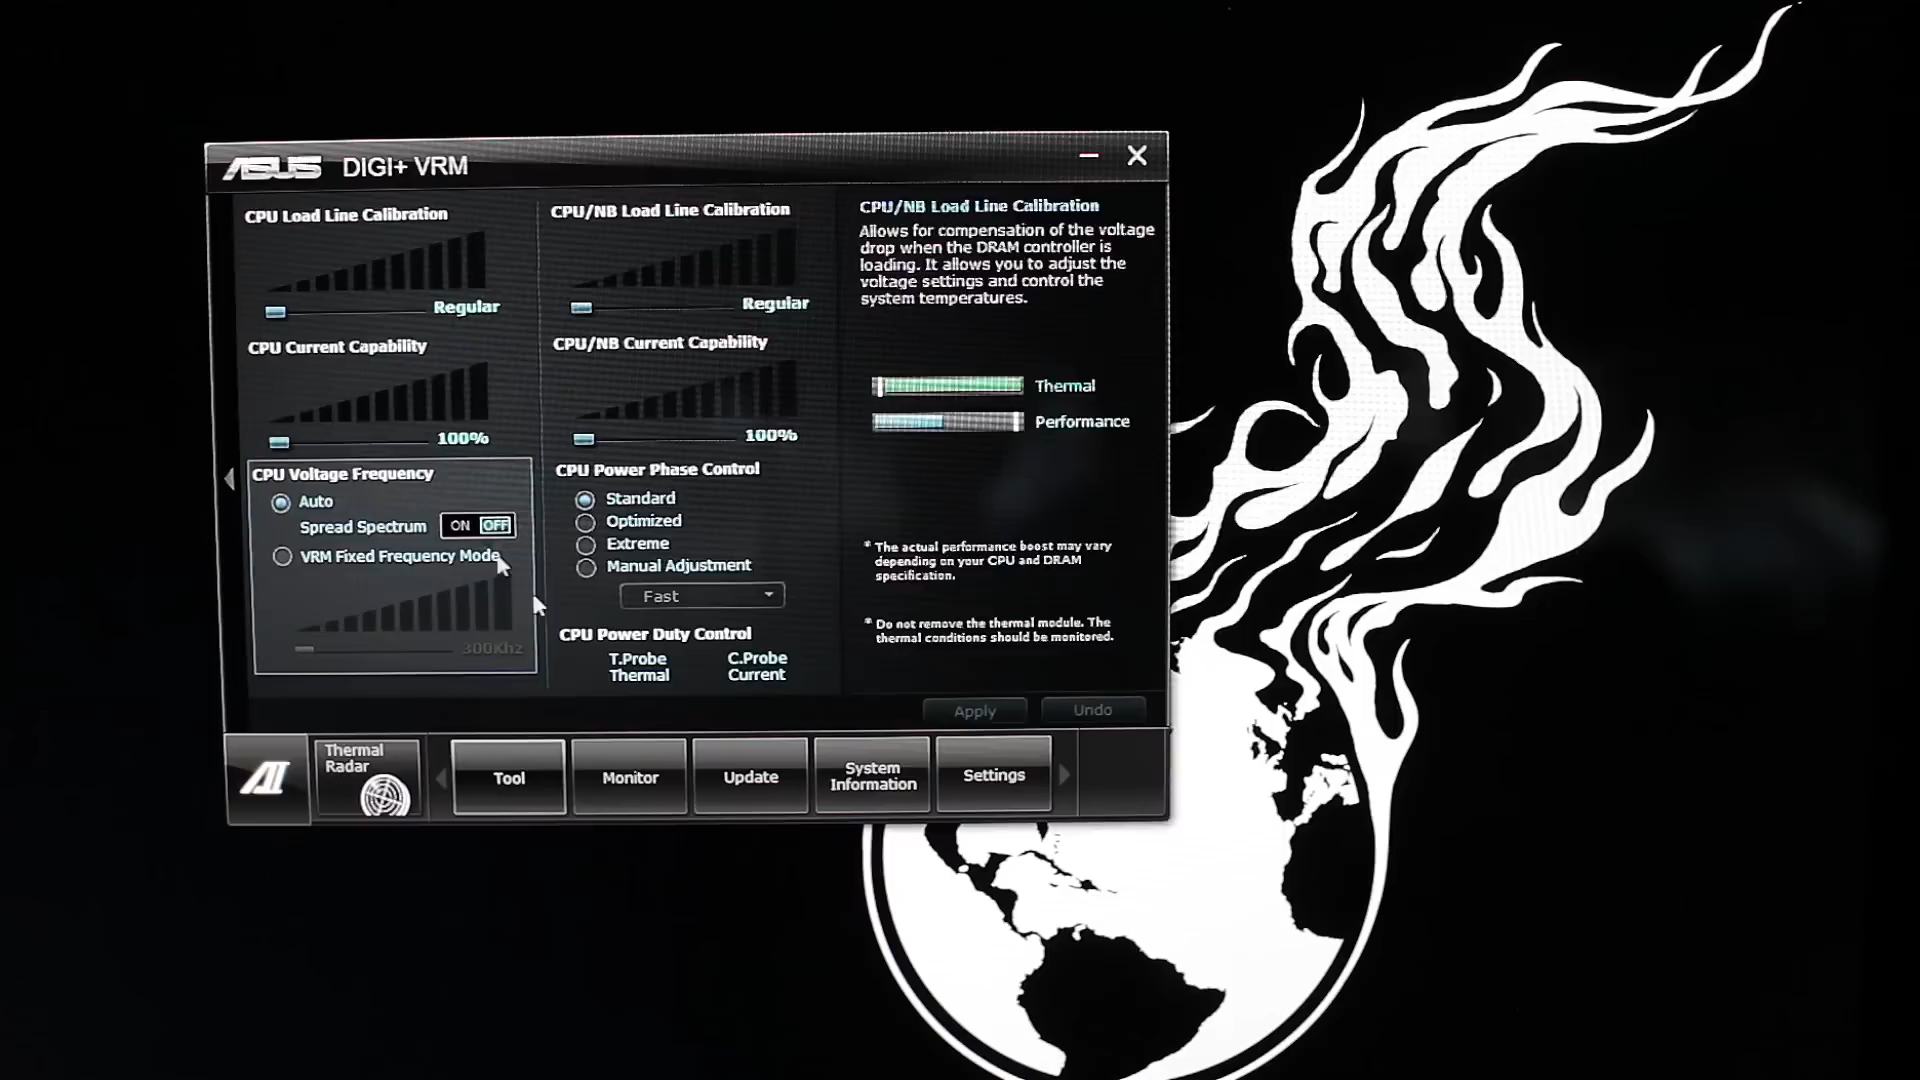 ASUS DIGI+ VRM
CPU Load Line Calibration
Regular
CPU Current Capability
100%
CPU Voltage Frequency
Auto
Spread Spectrum ON OFF
VRM Fixed Frequency Mode
300Khz
CPU/NB Load Line Calibration
Regular
CPU/NB Current Capability
100%
CPU Power Phase Control
Standard
Optimized
Extreme
Manual Adjustment
Fast
CPU Power Duty Control
T.Probe C.Probe
Thermal Current
CPU/NB Load Line Calibration
Allows for compensation of the voltage
drop when the DRAM controller is
loading. It allows you to adjust the
voltage settings and control the
system temperatures.
Thermal
Performance
* The actual performance boost may vary
depending on your CPU and DRAM
specification.
* Do not remove the thermal module. The
thermal conditions should be monitored.
Apply Undo
AI
Thermal
Radar
Tool
Monitor
Update
System
Information
Settings